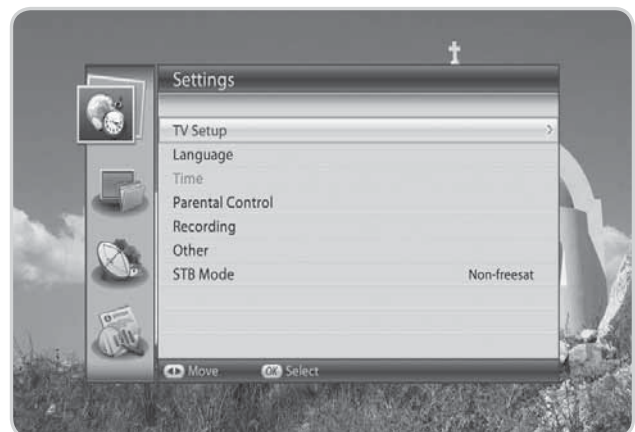 Settings
TV Setup >
Language
Time
Parental Control
Recording
Other
STB Mode Non-freesat
Move OK Select